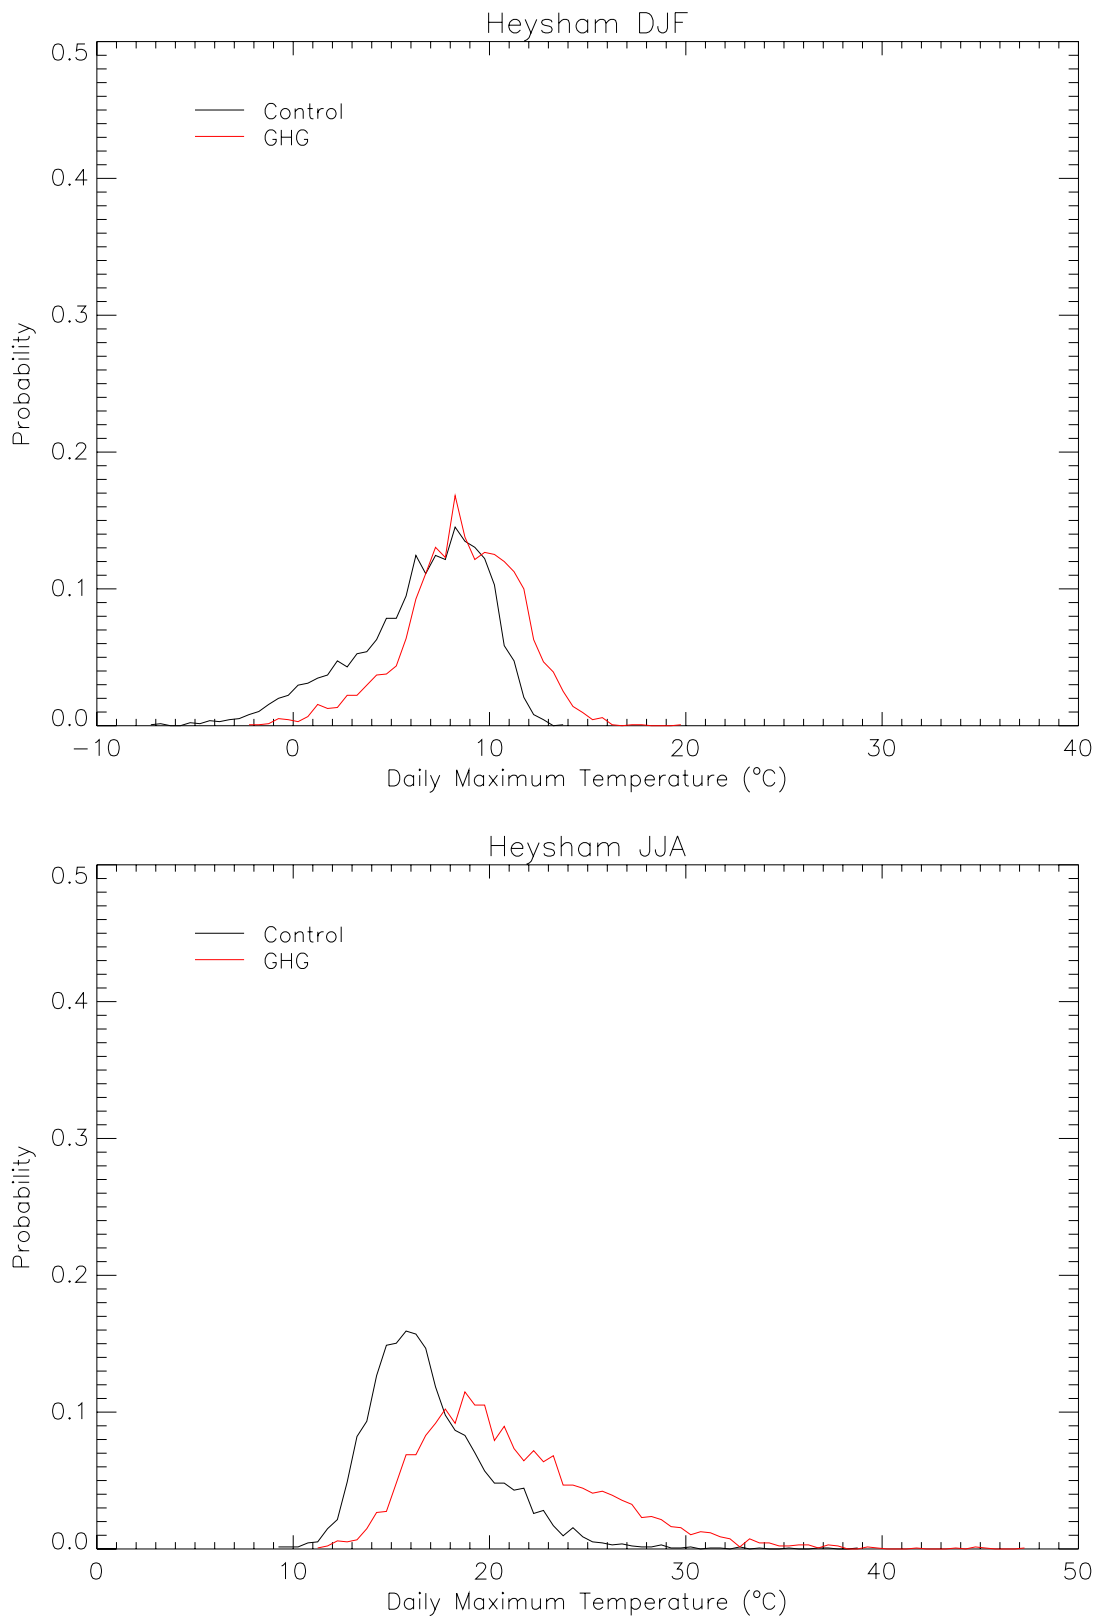 Heysham DJF
0.5
Control
GHG
0.4
0.3
Probability
0.2
0.1
0.0
−10 0 10 20 30 40
Daily Maximum Temperature (°C)
Heysham JJA
0.5
Control
GHG
0.4
0.3
Probability
0.2
0.1
0.0
0 10 20 30 40 50
Daily Maximum Temperature (°C)